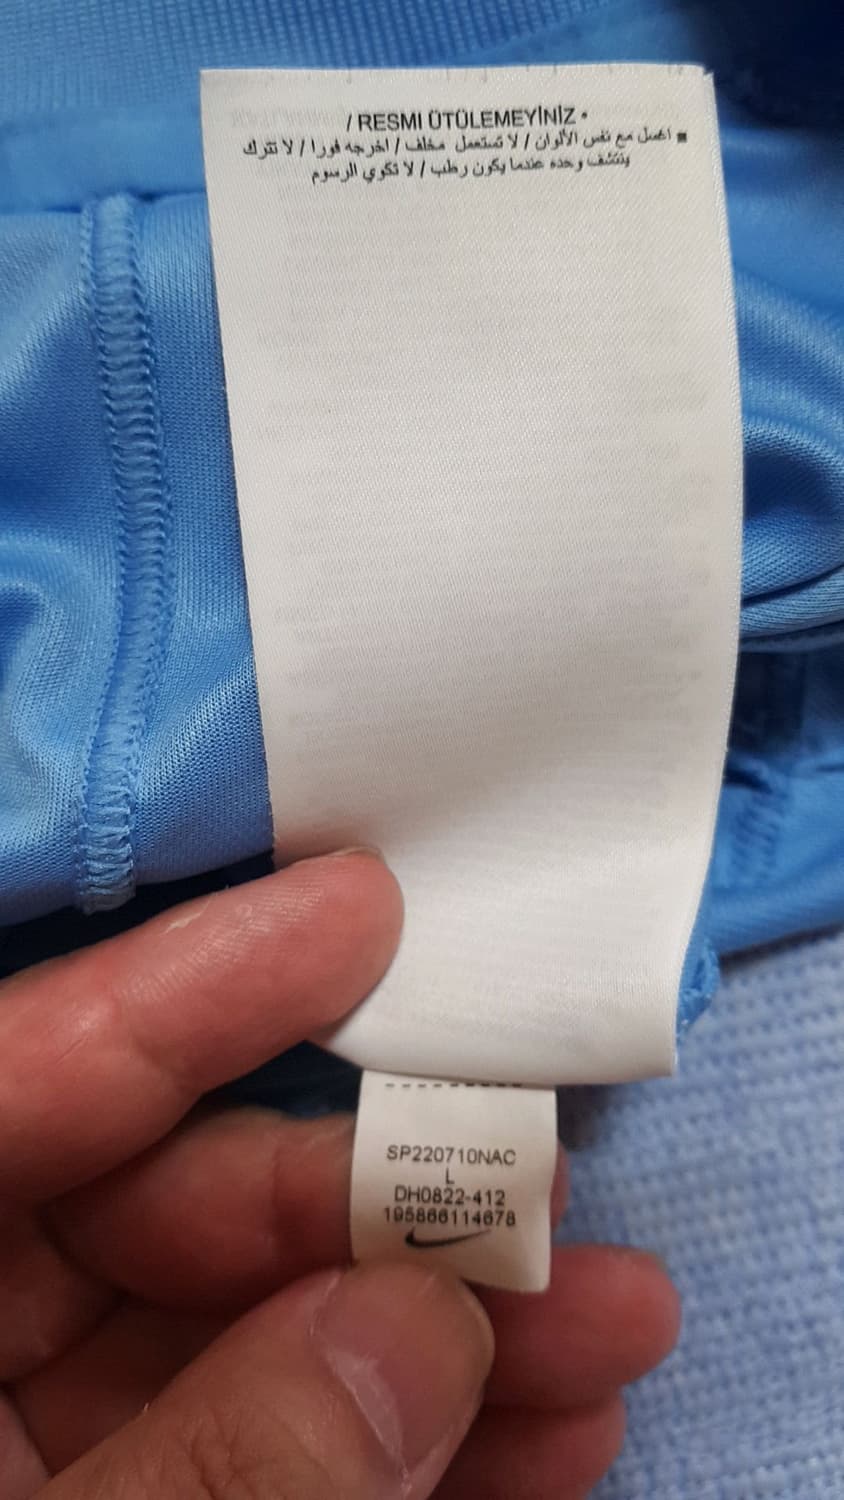 / RESMI ÜTÜLEMEYİNİZ •
■ اغسل مع نفس الألوان / لا تستعمل مخلف / اخرجه فورا / لا تترك
ينتشف وحده عندما يكون رطب / لا تكوي الرسوم
SP220710NAC
L
DH0822-412
195866114678